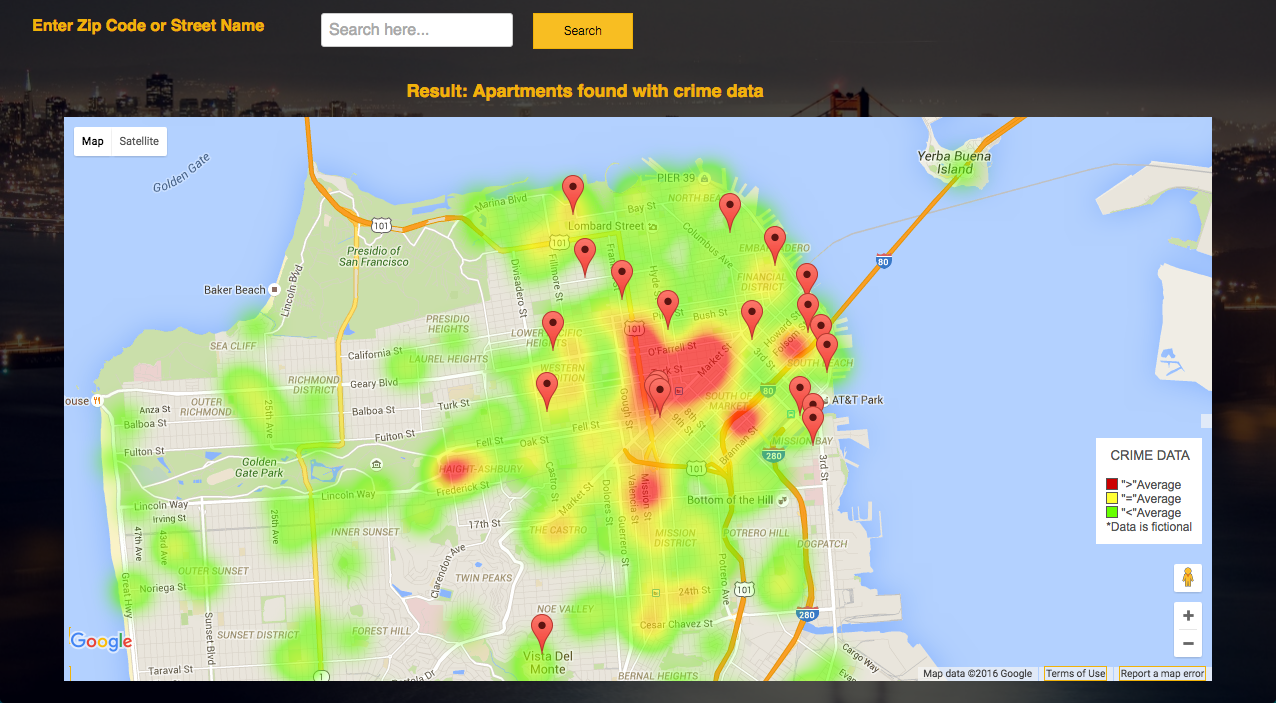 Enter Zip Code or Street Name
Search here...
Search
Result: Apartments found with crime data
Map
Satellite
Golden Gate
Yerba Buena
Island
PIER 39
Marina Blvd
Bay St
NORTH BEA
101
Lombard Street
101
Columbus Ave
Presidio of
San Francisco
EMBARCADERO
80
Baker Beach
Lincoln Blvd
Divisadero St
Fillmore St
Hyde St
FINANCIAL
DISTRICT
PRESIDIO
HEIGHTS
Bush St
Howard St
Folsom St
101
SEA CLIFF
LOWER PACIFIC
HEIGHTS
California St
LAUREL HEIGHTS
O'Farrell St
Market St
3rd St
SOUTH BEACH
RICHMOND
DISTRICT
Geary Blvd
WESTERN
OUTER
RICHMOND
25th Ave
Turk St
Gough St
SOUTH OF
MARKET
80
AT&T Park
ouse
Anza St
Balboa St
Balboa St
8th St
9th St
Fulton St
Fulton St
Fell St
Oak St
Fell St
Brannan St
MISSION BAY
280
3rd St
Golden
Gate Park
HAIGHT-ASHBURY
Frederick St
Castro St
101
Lincoln Way
Lincoln Way
Irving St
Market St
Dolores St
Valencia St
Mission St
Bottom of the Hill
47th Ave
43rd Ave
25th Ave
INNER SUNSET
17th St
THE CASTRO
Guerrero St
MISSION
DISTRICT
POTRERO HILL
DOGPATCH
OUTER SUNSET
Clarendon Ave
TWIN PEAKS
Noriega St
Great Hwy
Sunset Blvd
24th St
Potrero Ave
101
NOE VALLEY
280
SUNSET DISTRICT
FOREST HILL
Cesar Chavez St
Google
Taraval St
1
Portola Dr
Vista Del
Monte
BERNAL HEIGHTS
Cargo Way
CRIME DATA
">"Average
"="Average
"<"Average
*Data is fictional
+
−
Map data ©2016 Google
Terms of Use
Report a map error